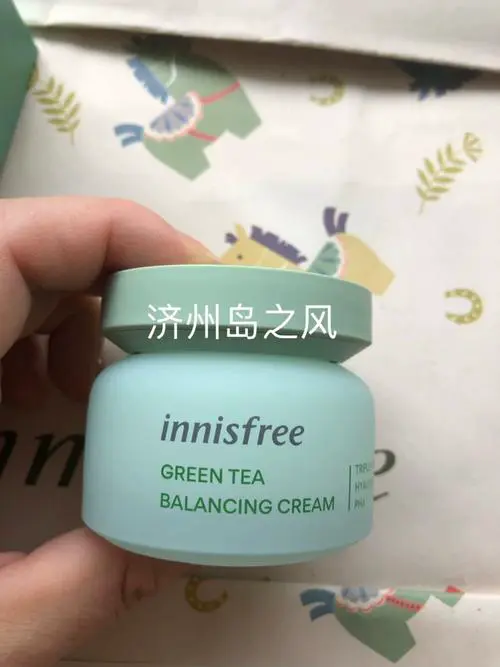 济州岛之风
innisfree
GREEN TEA
BALANCING CREAM